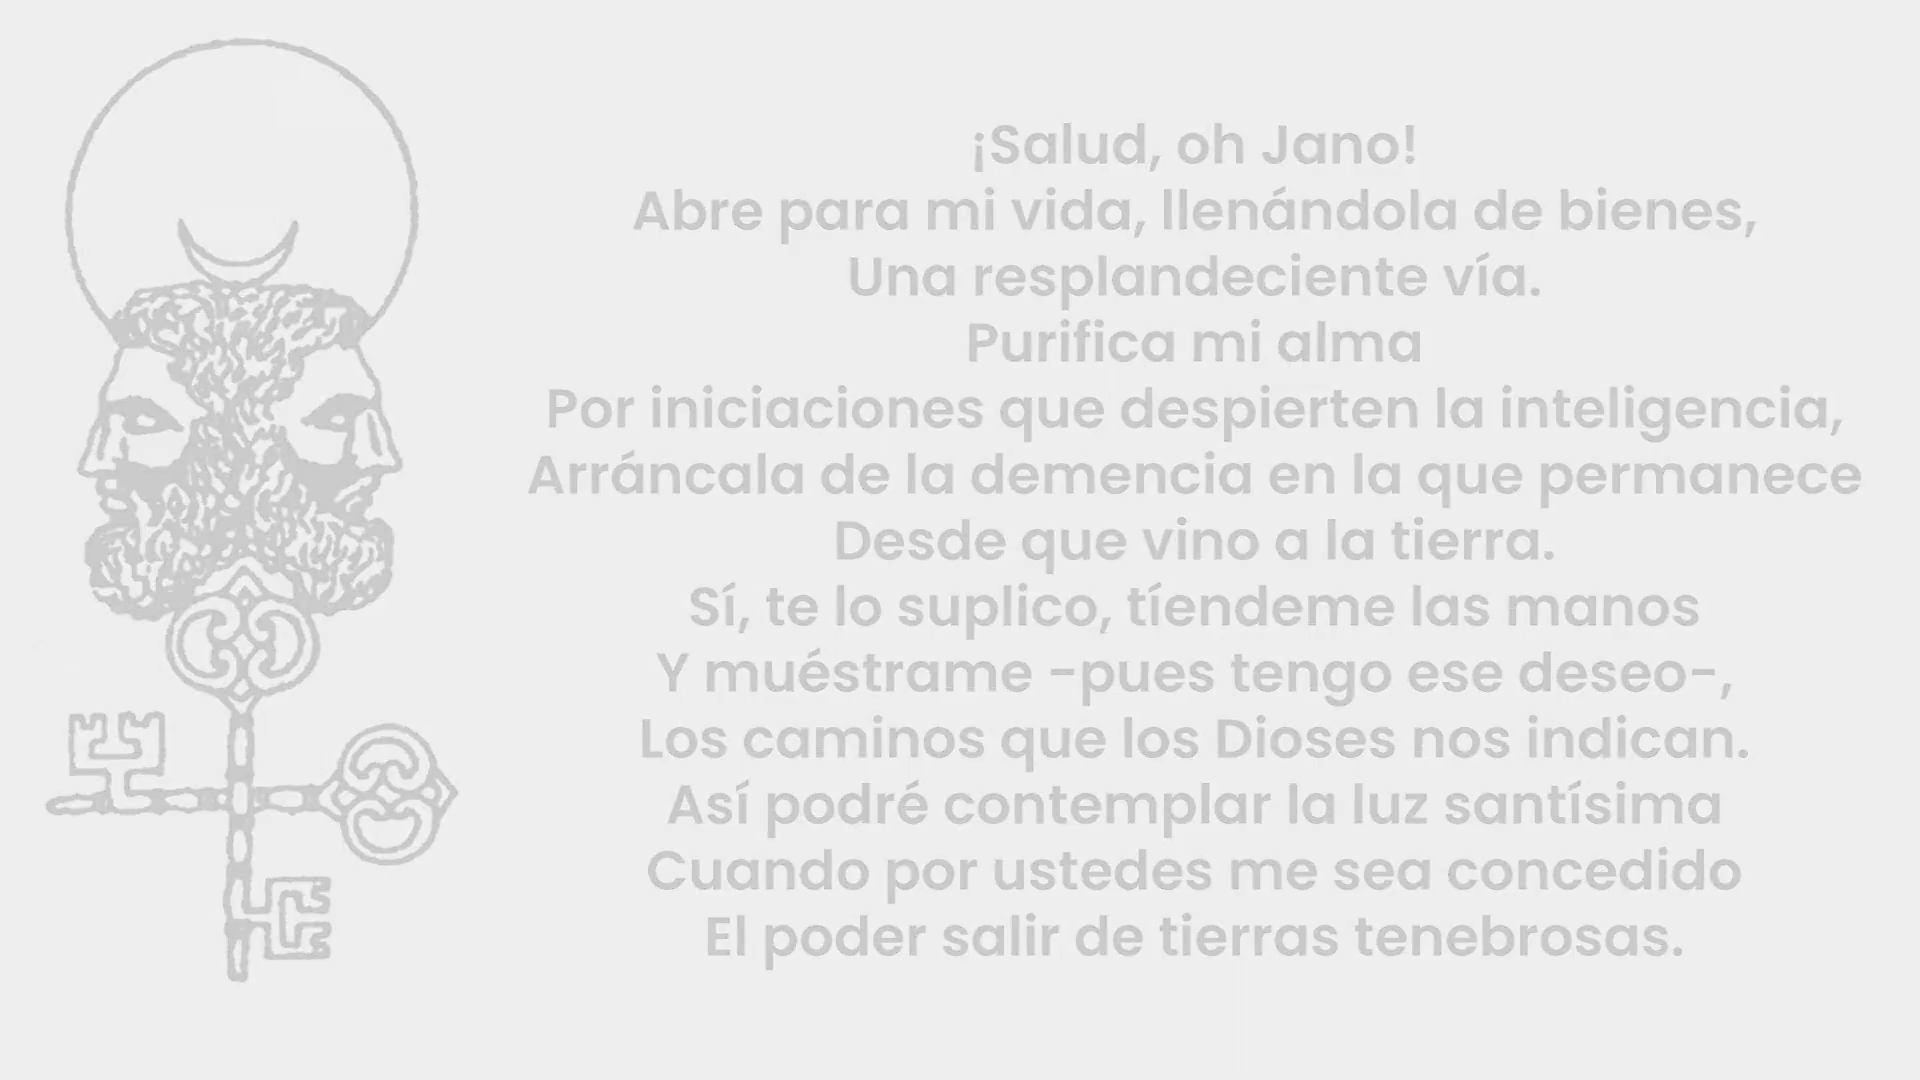 ¡Salud, oh Jano!
Abre para mi vida, llenándola de bienes,
Una resplandeciente vía.
Purifica mi alma
Por iniciaciones que despierten la inteligencia,
Arráncala de la demencia en la que permanece
Desde que vino a la tierra.
Sí, te lo suplico, tíendeme las manos
Y muéstrame -pues tengo ese deseo-,
Los caminos que los Dioses nos indican.
Así podré contemplar la luz santísima
Cuando por ustedes me sea concedido
El poder salir de tierras tenebrosas.